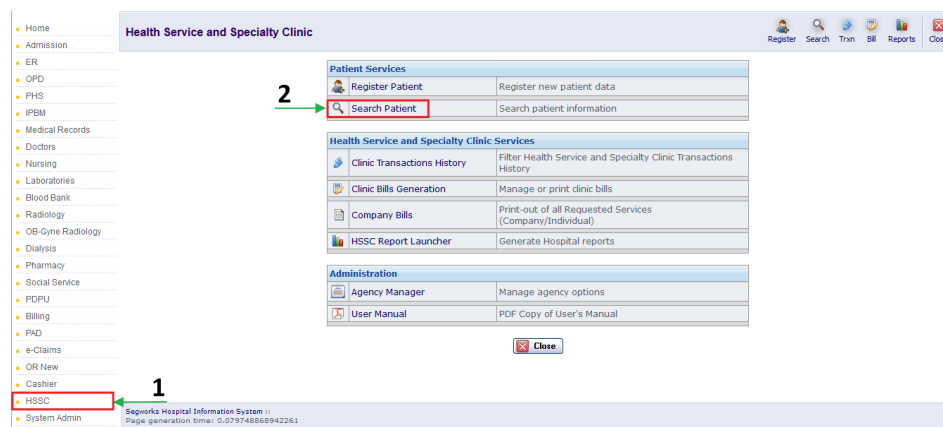 Home
Admission
ER
OPD
PHS
IPBM
Medical Records
Doctors
Nursing
Laboratories
Blood Bank
Radiology
OB-Gyne Radiology
Dialysis
Pharmacy
Social Service
PDPU
Billing
PAD
e-Claims
OR New
Cashier
HSSC
System Admin
1
Health Service and Specialty Clinic
Register Search Trxn Bill Reports Clos
2
Patient Services
Register Patient Register new patient data
Search Patient Search patient information
Health Service and Specialty Clinic Services
Clinic Transactions History Filter Health Service and Specialty Clinic Transactions
History
Clinic Bills Generation Manage or print clinic bills
Company Bills Print-out of all Requested Services
(Company/Individual)
HSSC Report Launcher Generate Hospital reports
Administration
Agency Manager Manage agency options
User Manual PDF Copy of User's Manual
Close
Segworks Hospital Information System ::
Page generation time: 0.079748868942261